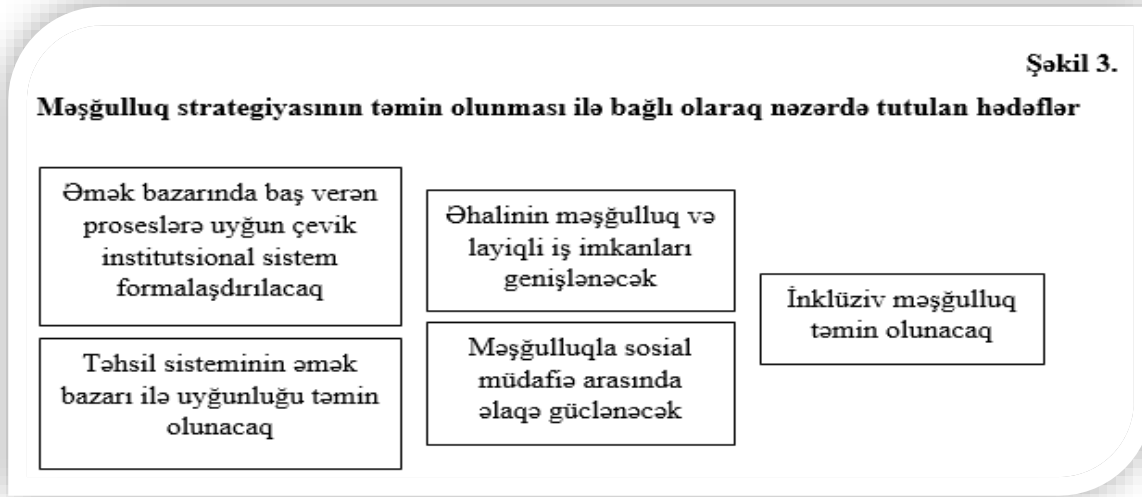 Şəkil 3.
Məşğulluq strategiyasının təmin olunması ilə bağlı olaraq nəzərdə tutulan hədəflər
Əmək bazarında baş verən
proseslərə uyğun çevik
institutsional sistem
formalaşdırılacaq
Təhsil sisteminin əmək
bazarı ilə uyğunluğu təmin
olunacaq
Əhalinin məşğulluq və
layiqli iş imkanları
genişlənəcək
Məşğulluqla sosial
müdafiə arasında
əlaqə güclənəcək
İnklüziv məşğulluq
təmin olunacaq